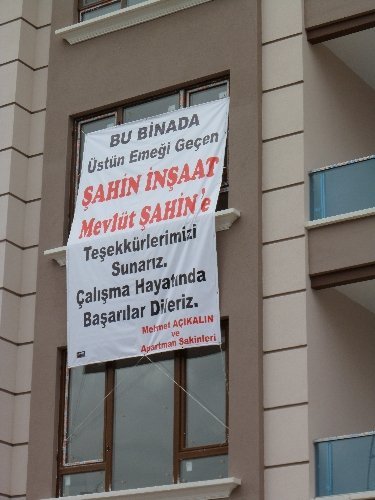 BU BİNADA
Üstün Emeği Geçen
ŞAHİN İNŞAAT
Mevlüt ŞAHİN'e
Teşekkürlerimizi
Sunarız.
Çalışma Hayatında
Başarılar Dileriz.
Mehmet AÇIKALIN
ve
Apartman Sakinleri